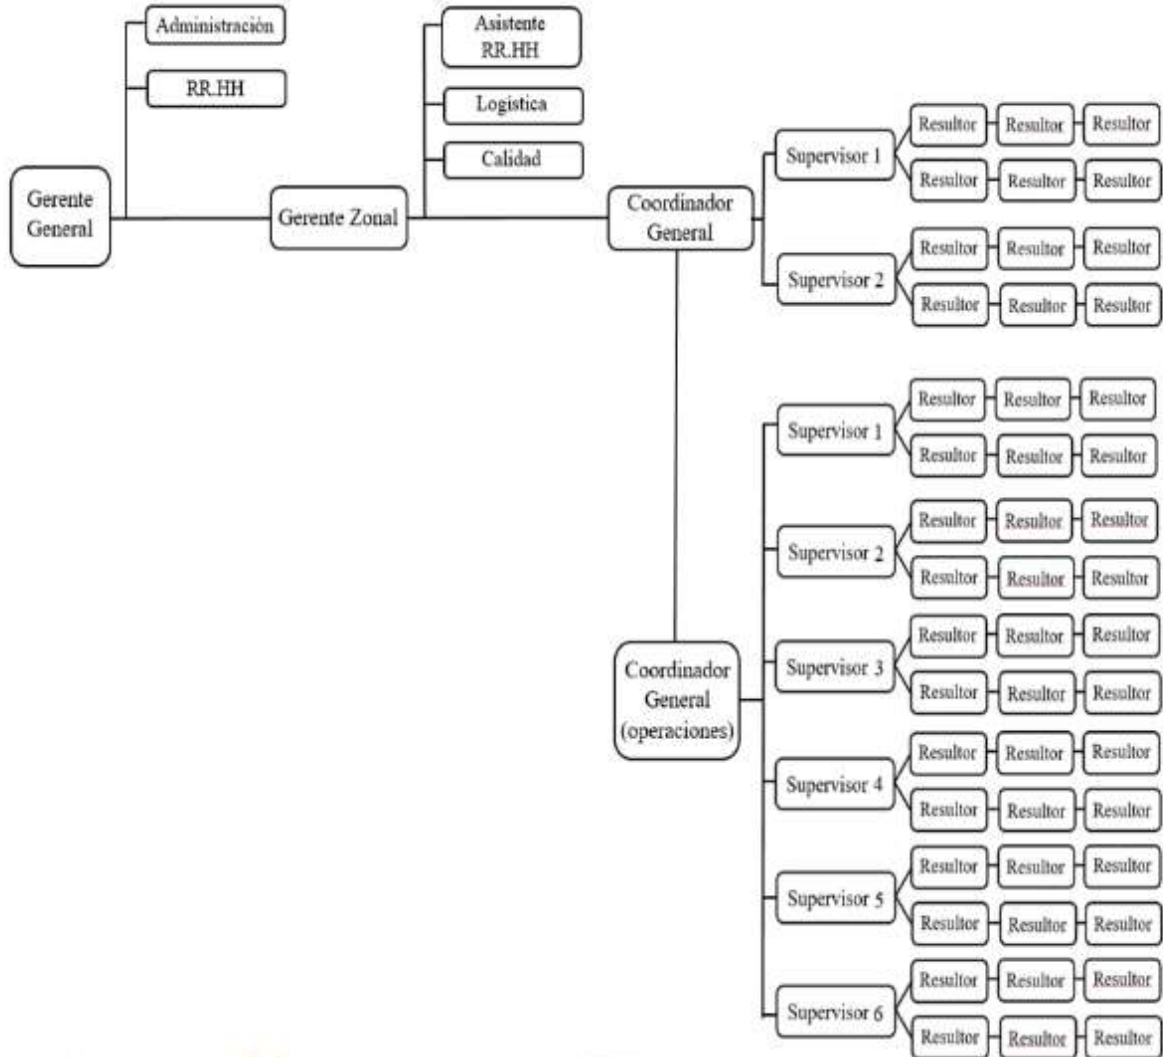 Administración
RR.HH
Gerente
General
Asistente
RR.HH
Logística
Calidad
Gerente Zonal
Coordinador
General
Supervisor 1
Resultor Resultor Resultor
Resultor Resultor Resultor
Supervisor 2
Resultor Resultor Resultor
Resultor Resultor Resultor
Coordinador
General
(operaciones)
Supervisor 1
Resultor Resultor Resultor
Resultor Resultor Resultor
Supervisor 2
Resultor Resultor Resultor
Resultor Resultor Resultor
Supervisor 3
Resultor Resultor Resultor
Resultor Resultor Resultor
Supervisor 4
Resultor Resultor Resultor
Resultor Resultor Resultor
Supervisor 5
Resultor Resultor Resultor
Resultor Resultor Resultor
Supervisor 6
Resultor Resultor Resultor
Resultor Resultor Resultor